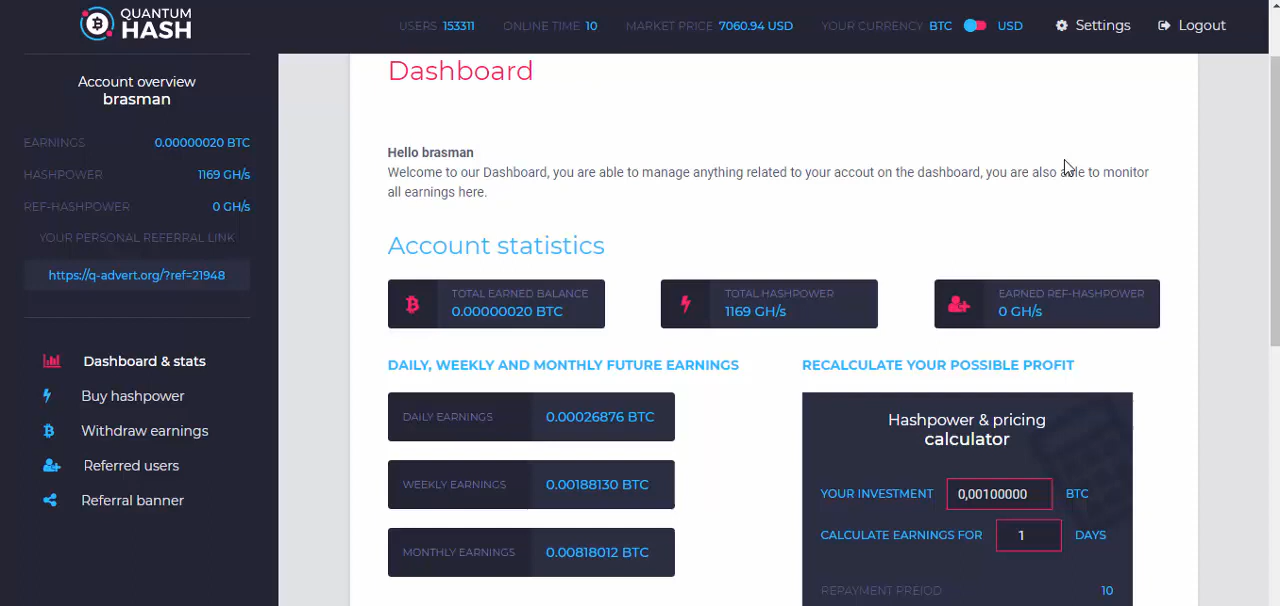 QUANTUM
HASH
USERS 153311 ONLINE TIME 10 MARKET PRICE 7060.94 USD YOUR CURRENCY BTC USD Settings Logout
Account overview
brasman
EARNINGS 0.00000020 BTC
HASHPOWER 1169 GH/s
REF-HASHPOWER 0 GH/s
YOUR PERSONAL REFERRAL LINK
https://q-advert.org/?ref=21948
Dashboard & stats
Buy hashpower
Withdraw earnings
Referred users
Referral banner
Dashboard
Hello brasman
Welcome to our Dashboard, you are able to manage anything related to your accout on the dashboard, you are also able to monitor
all earnings here.
Account statistics
TOTAL EARNED BALANCE
0.00000020 BTC
TOTAL HASHPOWER
1169 GH/s
EARNED REF-HASHPOWER
0 GH/s
DAILY, WEEKLY AND MONTHLY FUTURE EARNINGS
DAILY EARNINGS 0.00026876 BTC
WEEKLY EARNINGS 0.00188130 BTC
MONTHLY EARNINGS 0.00818012 BTC
RECALCULATE YOUR POSSIBLE PROFIT
Hashpower & pricing
calculator
YOUR INVESTMENT 0,00100000 BTC
CALCULATE EARNINGS FOR 1 DAYS
REPAYMENT PREIOD 10